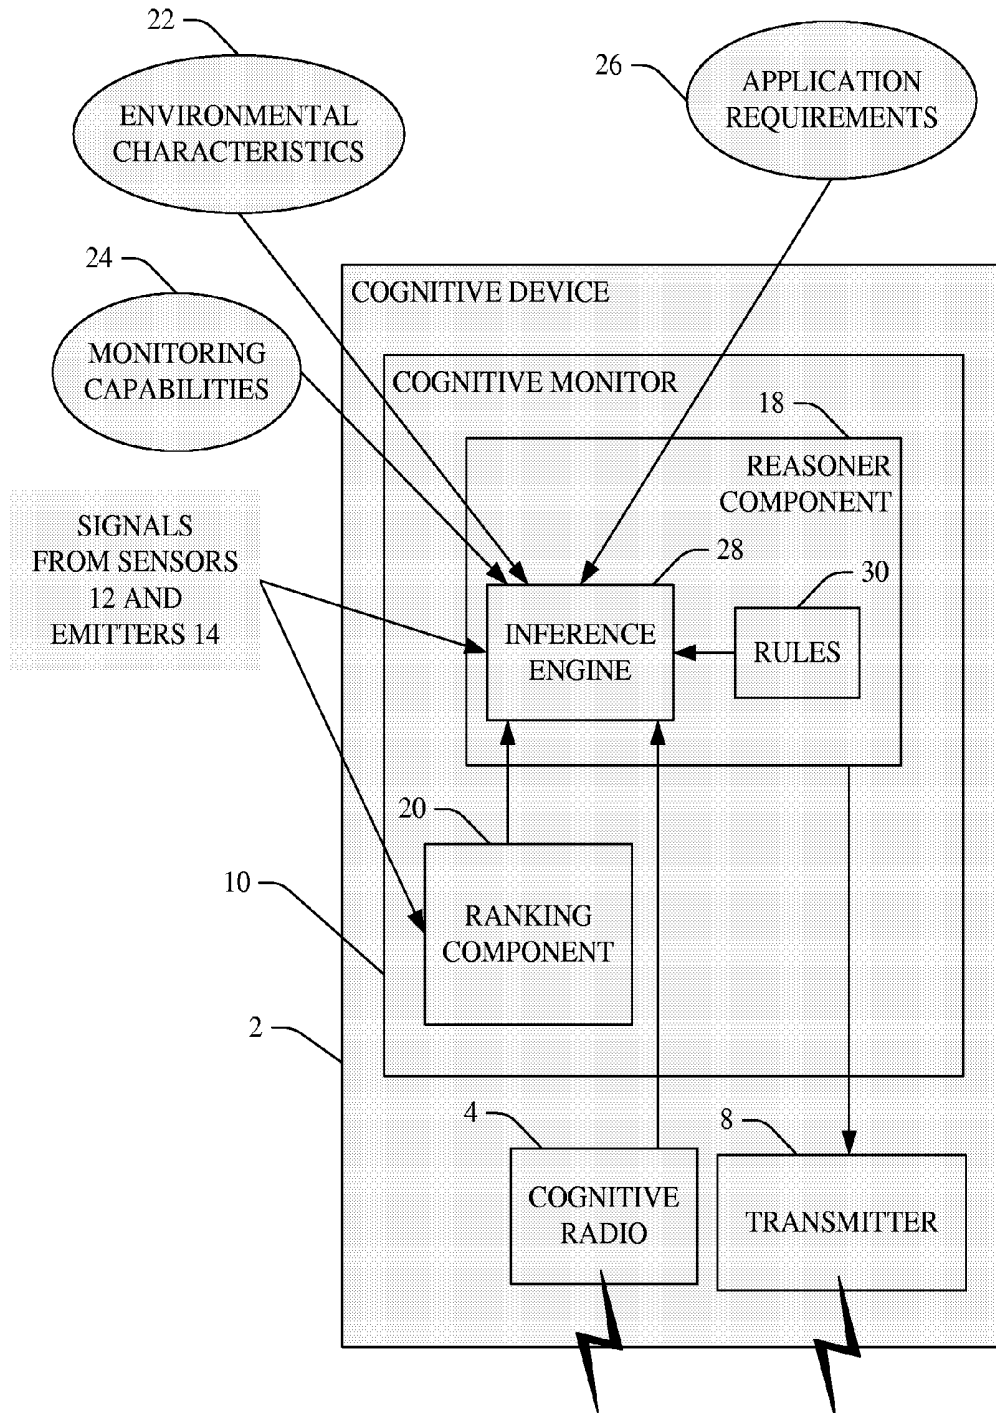 22
ENVIRONMENTAL
CHARACTERISTICS
26
APPLICATION
REQUIREMENTS
24
MONITORING
CAPABILITIES
COGNITIVE DEVICE
COGNITIVE MONITOR
18
REASONER
COMPONENT
SIGNALS
FROM SENSORS
12 AND
EMITTERS 14
28
INFERENCE
ENGINE
30
RULES
20
RANKING
COMPONENT
10
2
4
COGNITIVE
RADIO
8
TRANSMITTER